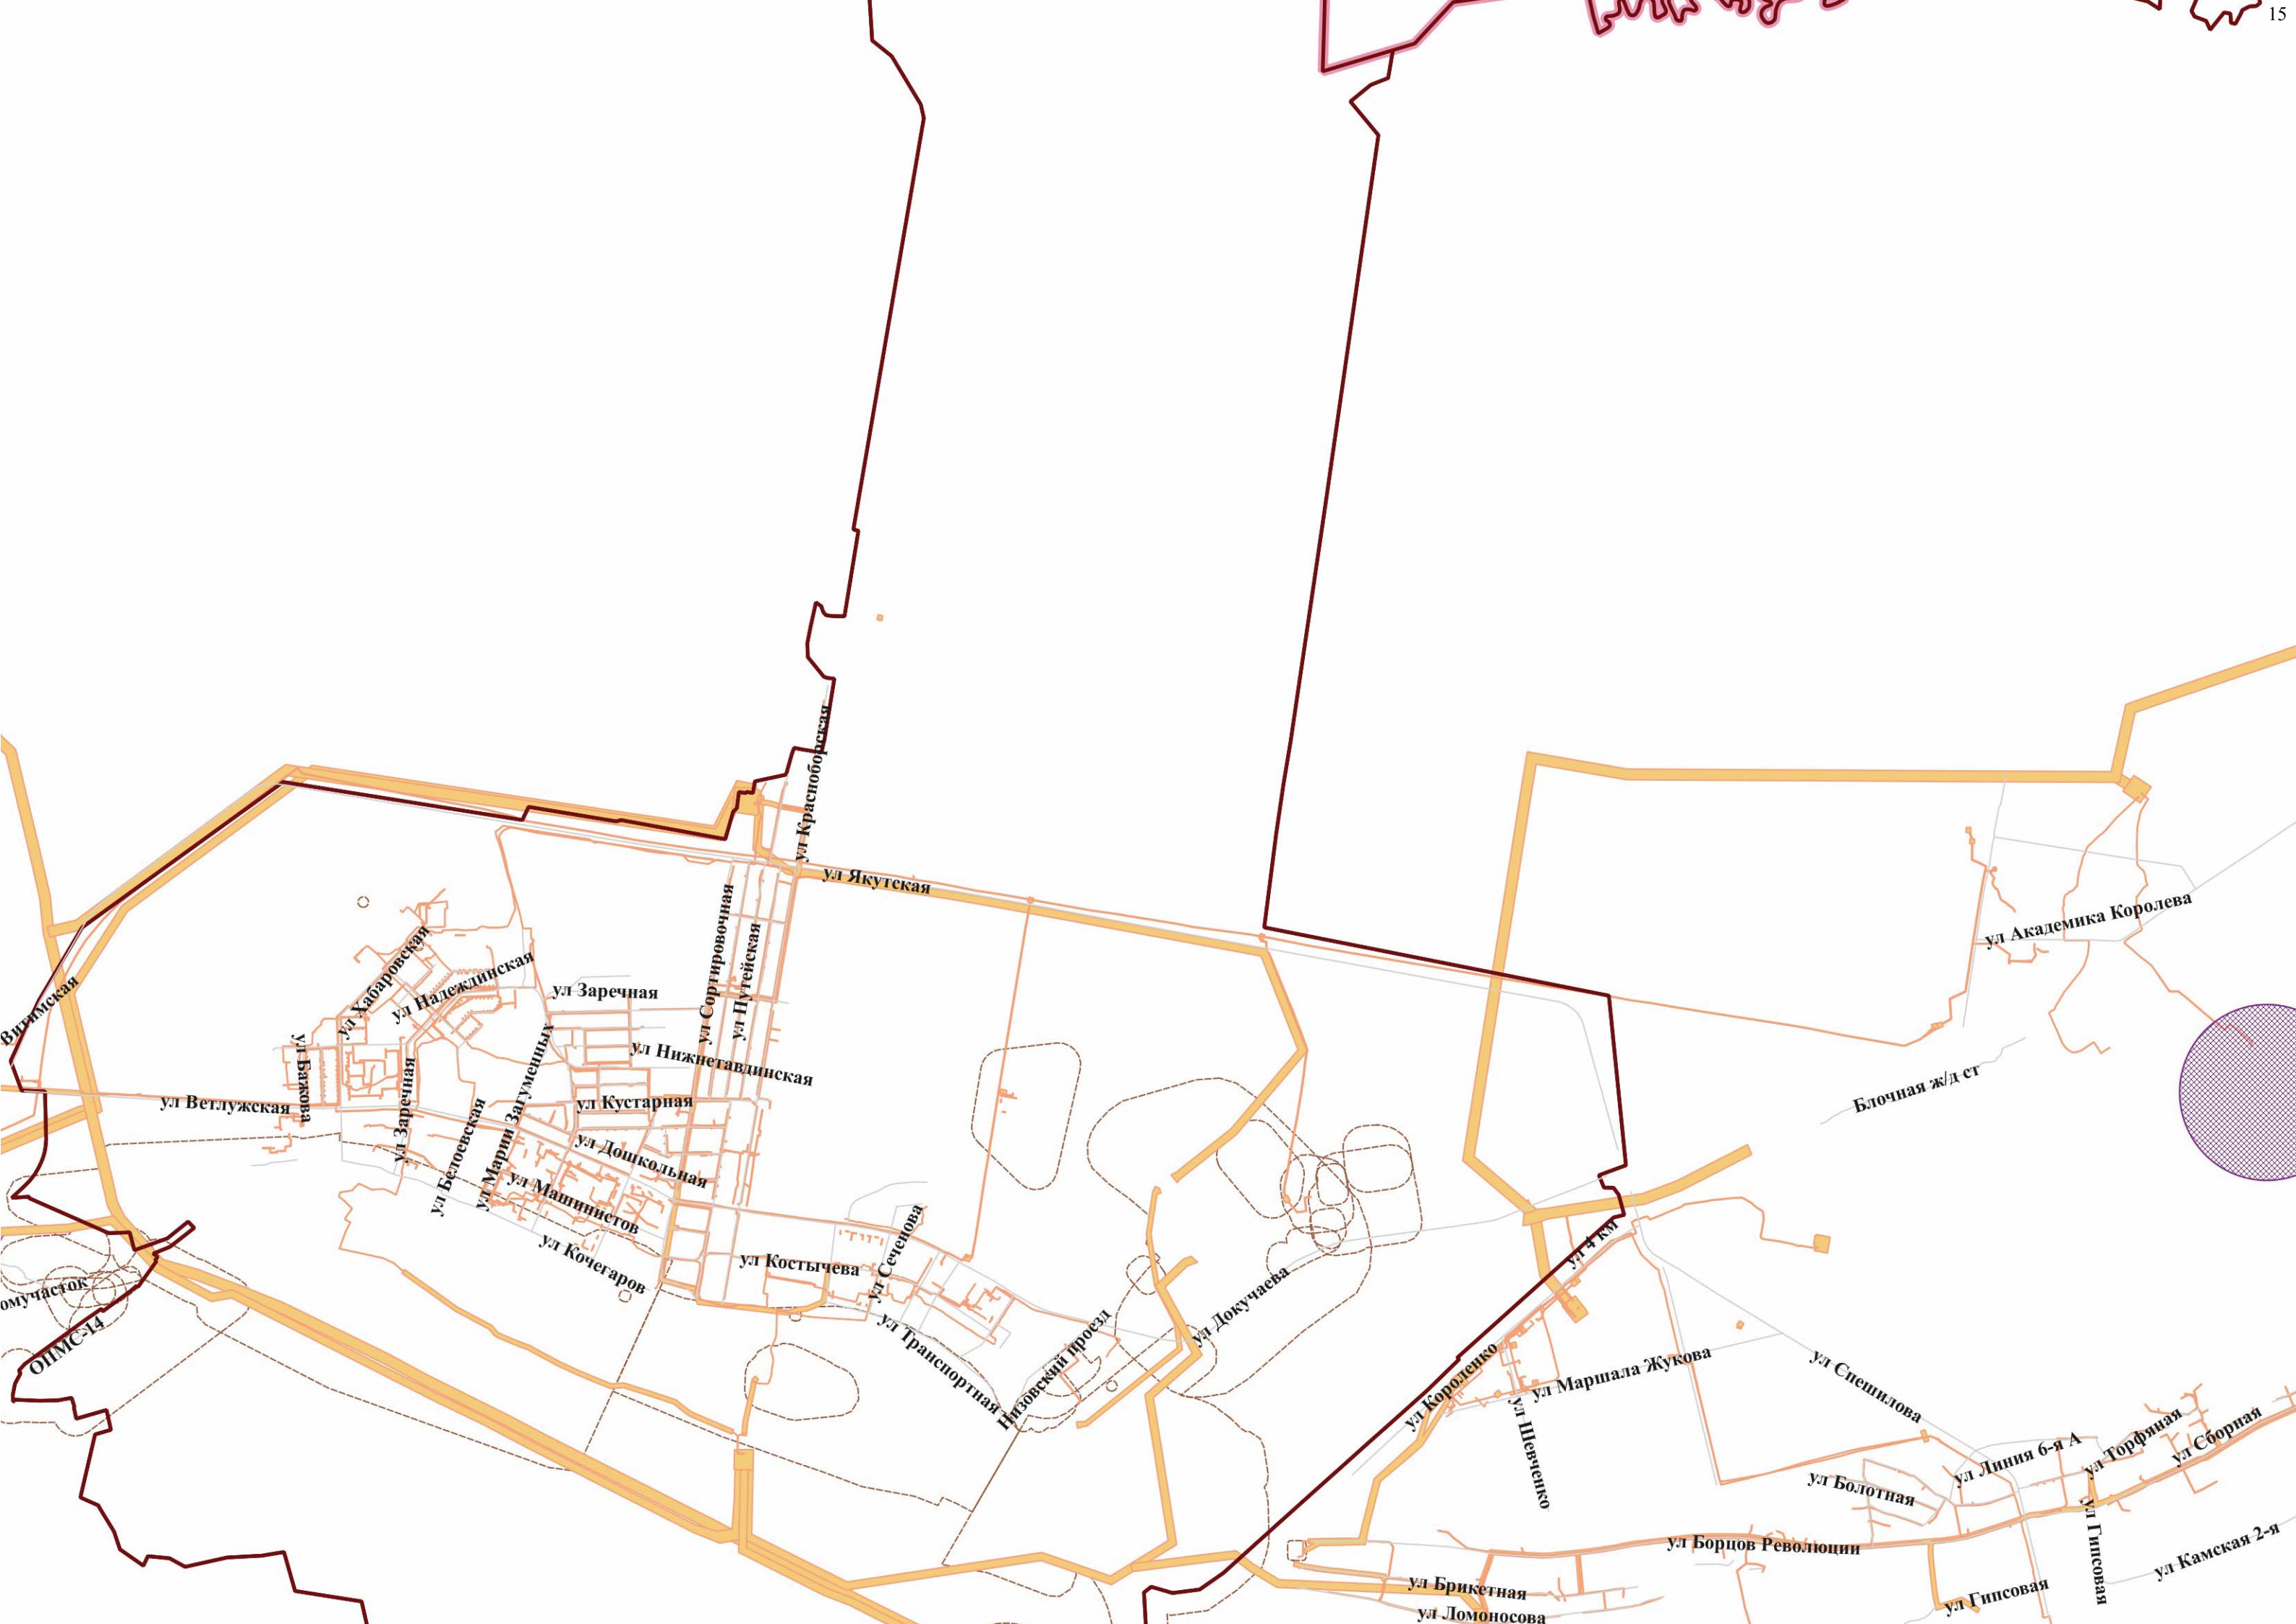 15
ул Красноборская
ул Якутская
ул Сортировочная
ул Путейская
ул Академика Королева
ул Хабаровская
ул Надеждинская
ул Заречная
Витимская
ул Бажова
ул Нижнетавдинская
ул Ветлужская
ул Заречная
ул Белоевская
ул Марии Загуменных
ул Кустарная
ул Дошкольная
ул Машинистов
ул Кочегаров
Блочная ж/д ст
ул Костычева
ул Сеченова
ул Транспортная
Низовский проезд
ул Докучаева
ул 4 км
омучасток
ОПМС-14
ул Короленко
ул Маршала Жукова
ул Шевченко
ул Спешилова
ул Линия 6-я А
ул Торфяная
ул Сборная
ул Болотная
ул Борцов Революции
ул Гипсовая
ул Камская 2-я
ул Брикетная
ул Ломоносова
ул Гипсовая